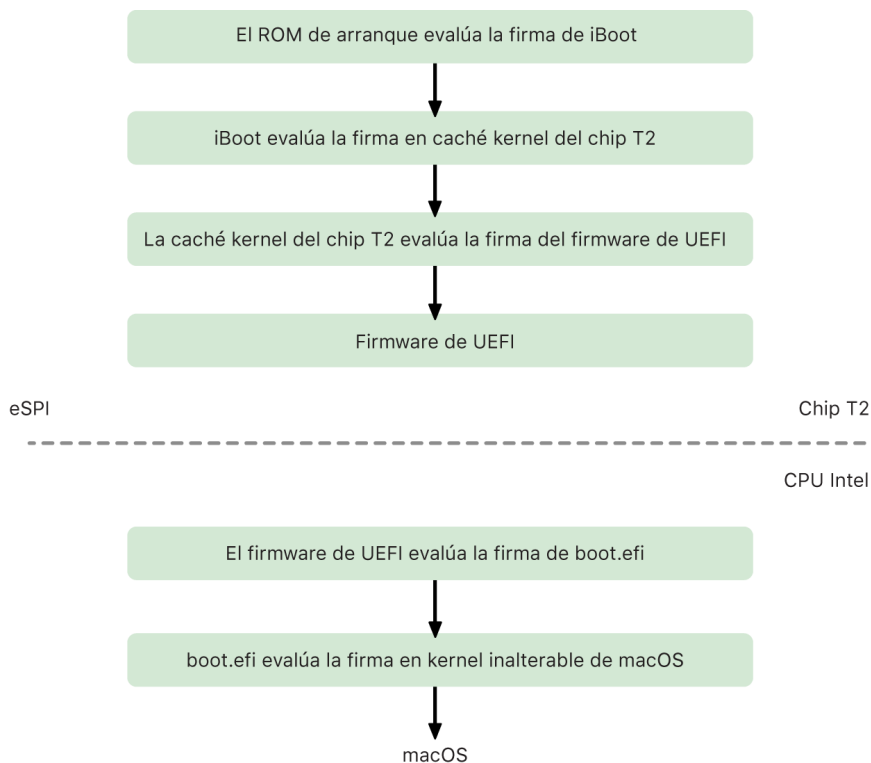 El ROM de arranque evalúa la firma de iBoot
iBoot evalúa la firma en caché kernel del chip T2
La caché kernel del chip T2 evalúa la firma del firmware de UEFI
Firmware de UEFI
eSPI
Chip T2
CPU Intel
El firmware de UEFI evalúa la firma de boot.efi
boot.efi evalúa la firma en kernel inalterable de macOS
macOS